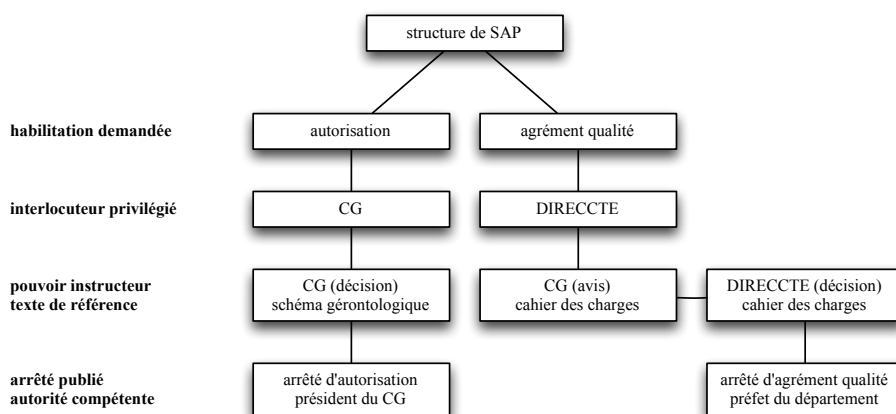 structure de SAP
habilitation demandée
autorisation
agrément qualité
interlocuteur privilégié
CG
DIRECCTE
pouvoir instructeur
texte de référence
CG (décision)
schéma gérontologique
CG (avis)
cahier des charges
DIRECCTE (décision)
cahier des charges
arrêté publié
autorité compétente
arrêté d'autorisation
président du CG
arrêté d'agrément qualité
préfet du département